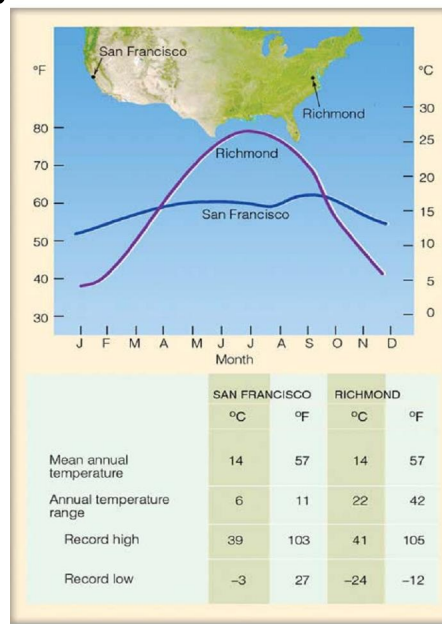 San Francisco
°F
°C
Richmond
30
80
25
Richmond
70
20
60
San Francisco
15
50
10
40
5
30
0
J F M A M J J A S O N D
Month
SAN FRANCISCO RICHMOND
°C °F °C °F
Mean annual
temperature
14 57 14 57
Annual temperature
range
6 11 22 42
Record high 39 103 41 105
Record low –3 27 –24 –12